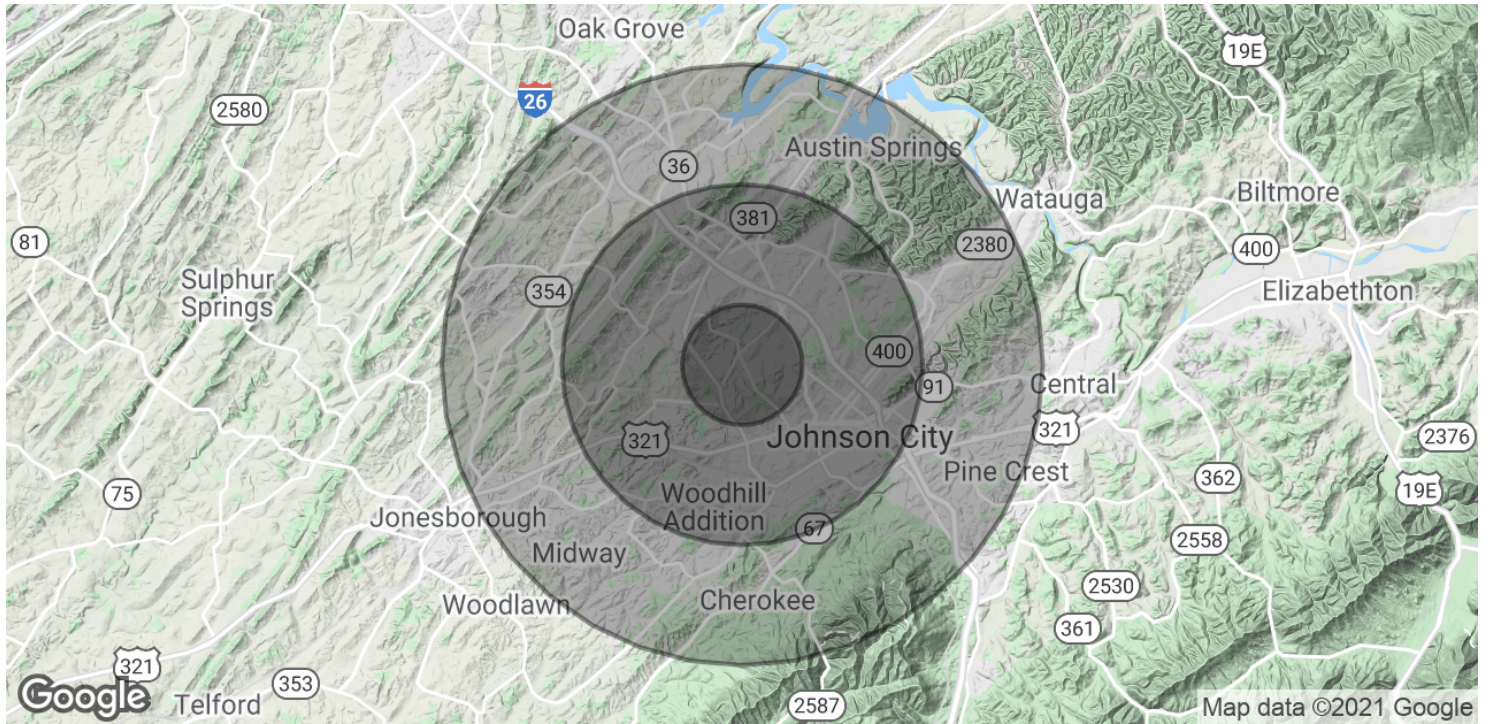 Oak Grove
19E
26
2580
Austin Springs
36
Watauga
Biltmore
381
81
2380
400
Sulphur
Springs
354
Elizabethton
400
Central
91
321
321
Johnson City
2376
Pine Crest
362
75
Woodhill
Addition
19E
Jonesborough
67
Midway
2558
2530
Woodlawn
Cherokee
361
321
353
Google
Telford
2587
Map data ©2021 Google